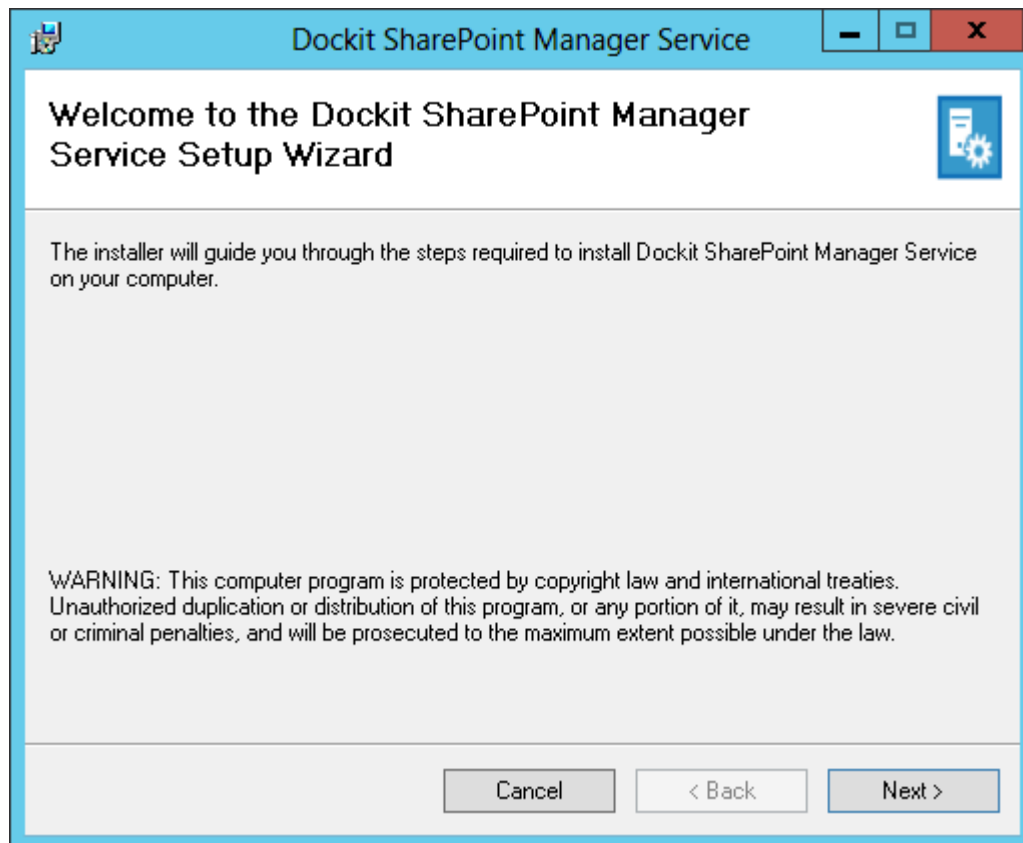 Dockit SharePoint Manager Service
Welcome to the Dockit SharePoint Manager
Service Setup Wizard
The installer will guide you through the steps required to install Dockit SharePoint Manager Service
on your computer.
WARNING: This computer program is protected by copyright law and international treaties.
Unauthorized duplication or distribution of this program, or any portion of it, may result in severe civil
or criminal penalties, and will be prosecuted to the maximum extent possible under the law.
Cancel
< Back
Next >